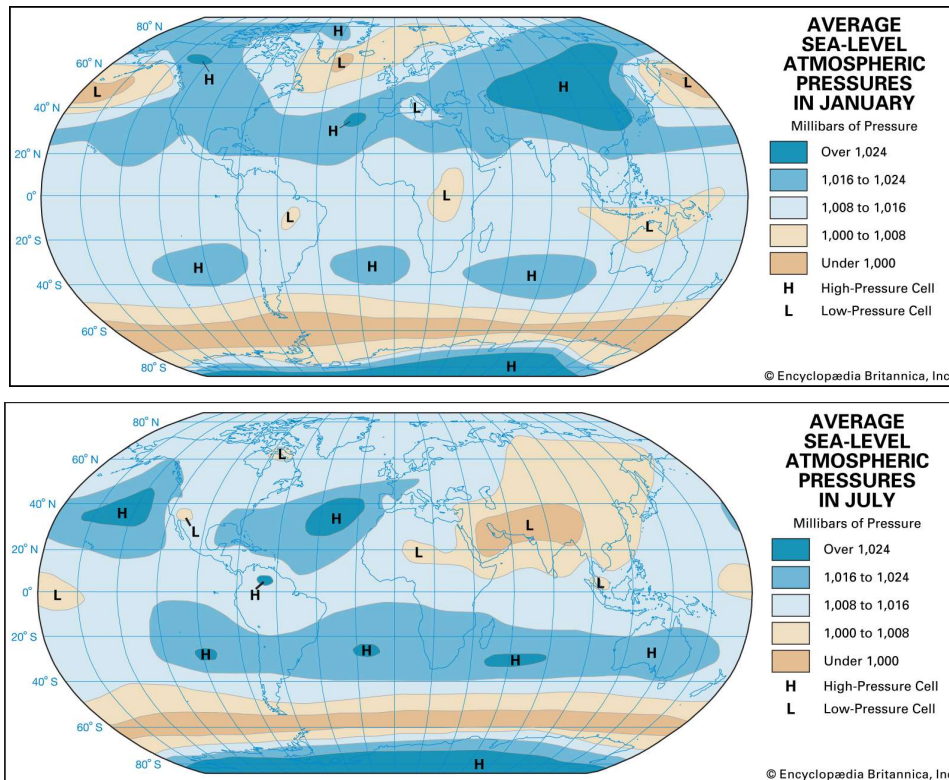 AVERAGE
SEA-LEVEL
ATMOSPHERIC
PRESSURES
IN JANUARY
Millibars of Pressure
Over 1,024
1,016 to 1,024
1,008 to 1,016
1,000 to 1,008
Under 1,000
H High-Pressure Cell
L Low-Pressure Cell
80° N
60° N
40° N
20° N
0°
20° S
40° S
60° S
80° S
H
L
H
L
L
H
L
H
L
L
L
H
H
H
H
© Encyclopædia Britannica, Inc
AVERAGE
SEA-LEVEL
ATMOSPHERIC
PRESSURES
IN JULY
Millibars of Pressure
Over 1,024
1,016 to 1,024
1,008 to 1,016
1,000 to 1,008
Under 1,000
H High-Pressure Cell
L Low-Pressure Cell
80° N
60° N
40° N
20° N
0°
20° S
40° S
60° S
80° S
L
H
H
L
L
L
L
L
H
H
H
H
H
H
© Encyclopædia Britannica, Inc